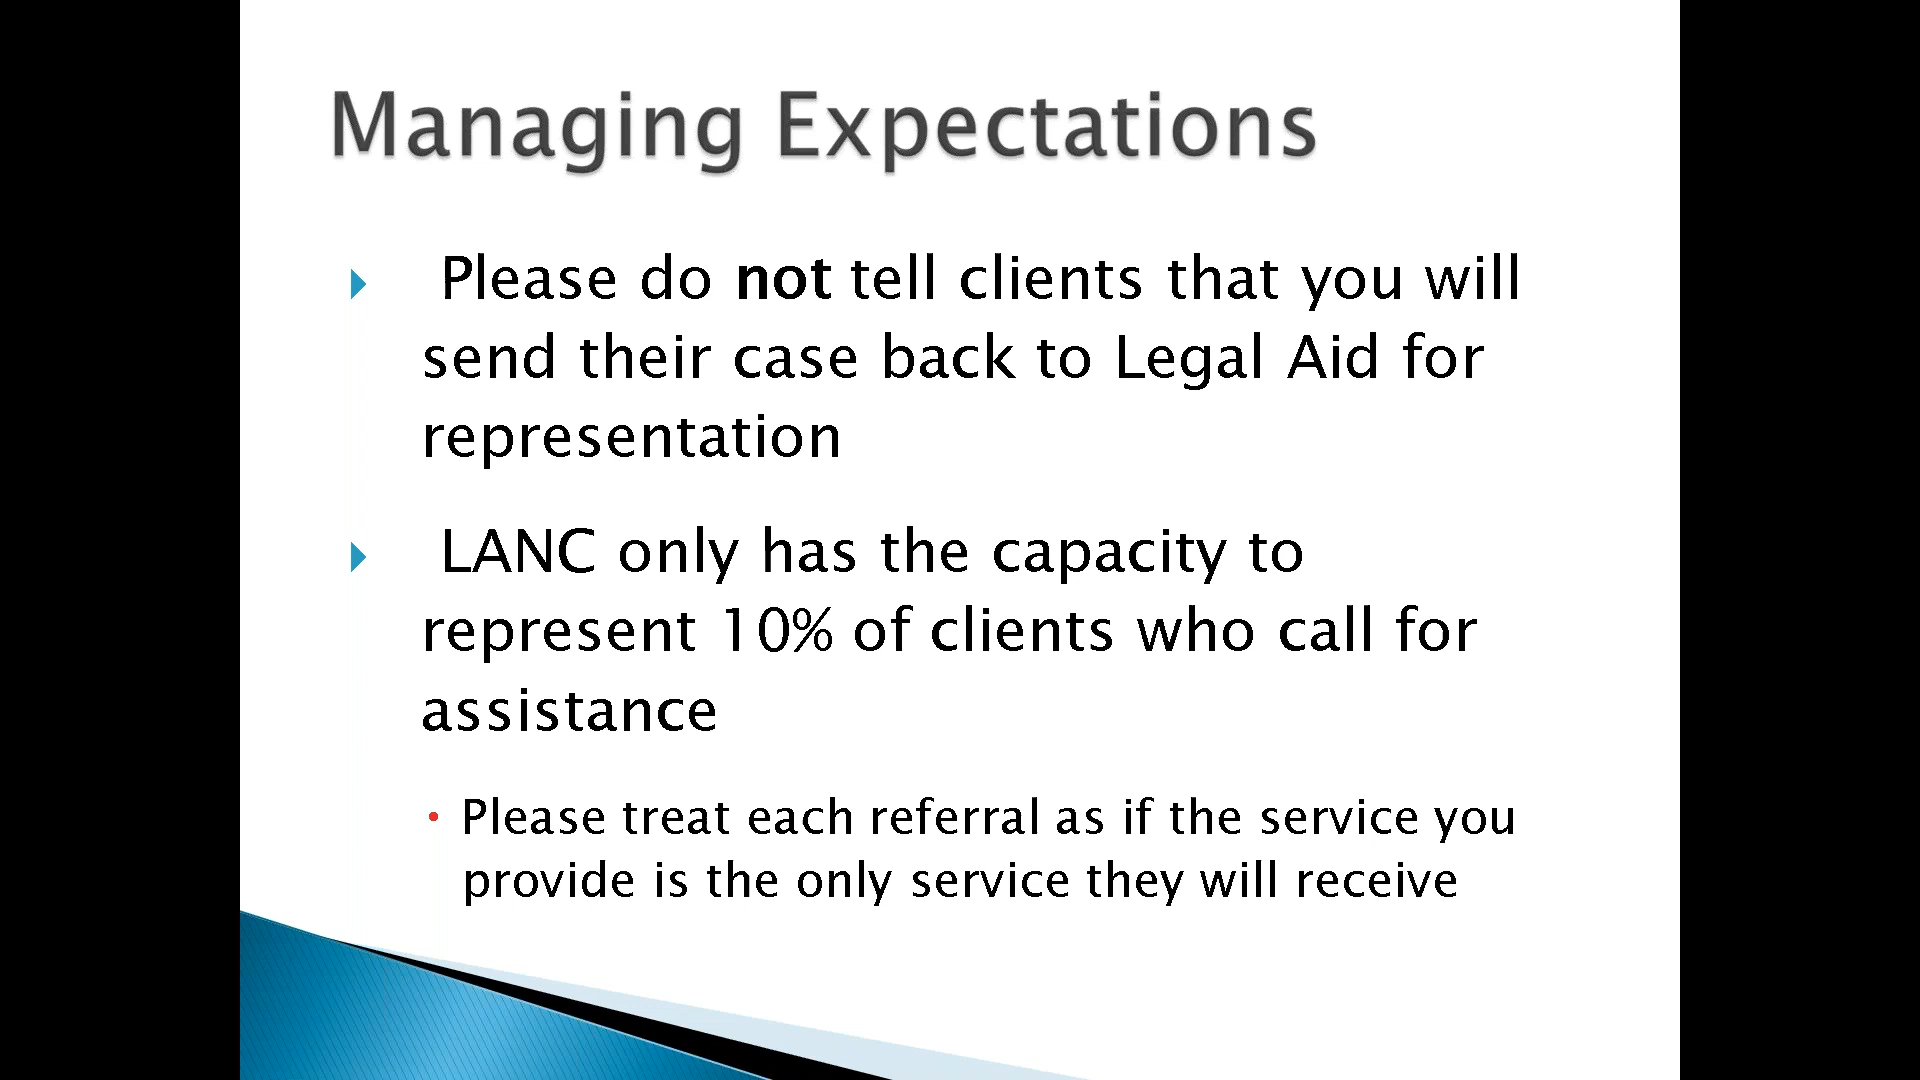 Managing Expectations
Please do not tell clients that you will
send their case back to Legal Aid for
representation
LANC only has the capacity to
represent 10% of clients who call for
assistance
Please treat each referral as if the service you
provide is the only service they will receive